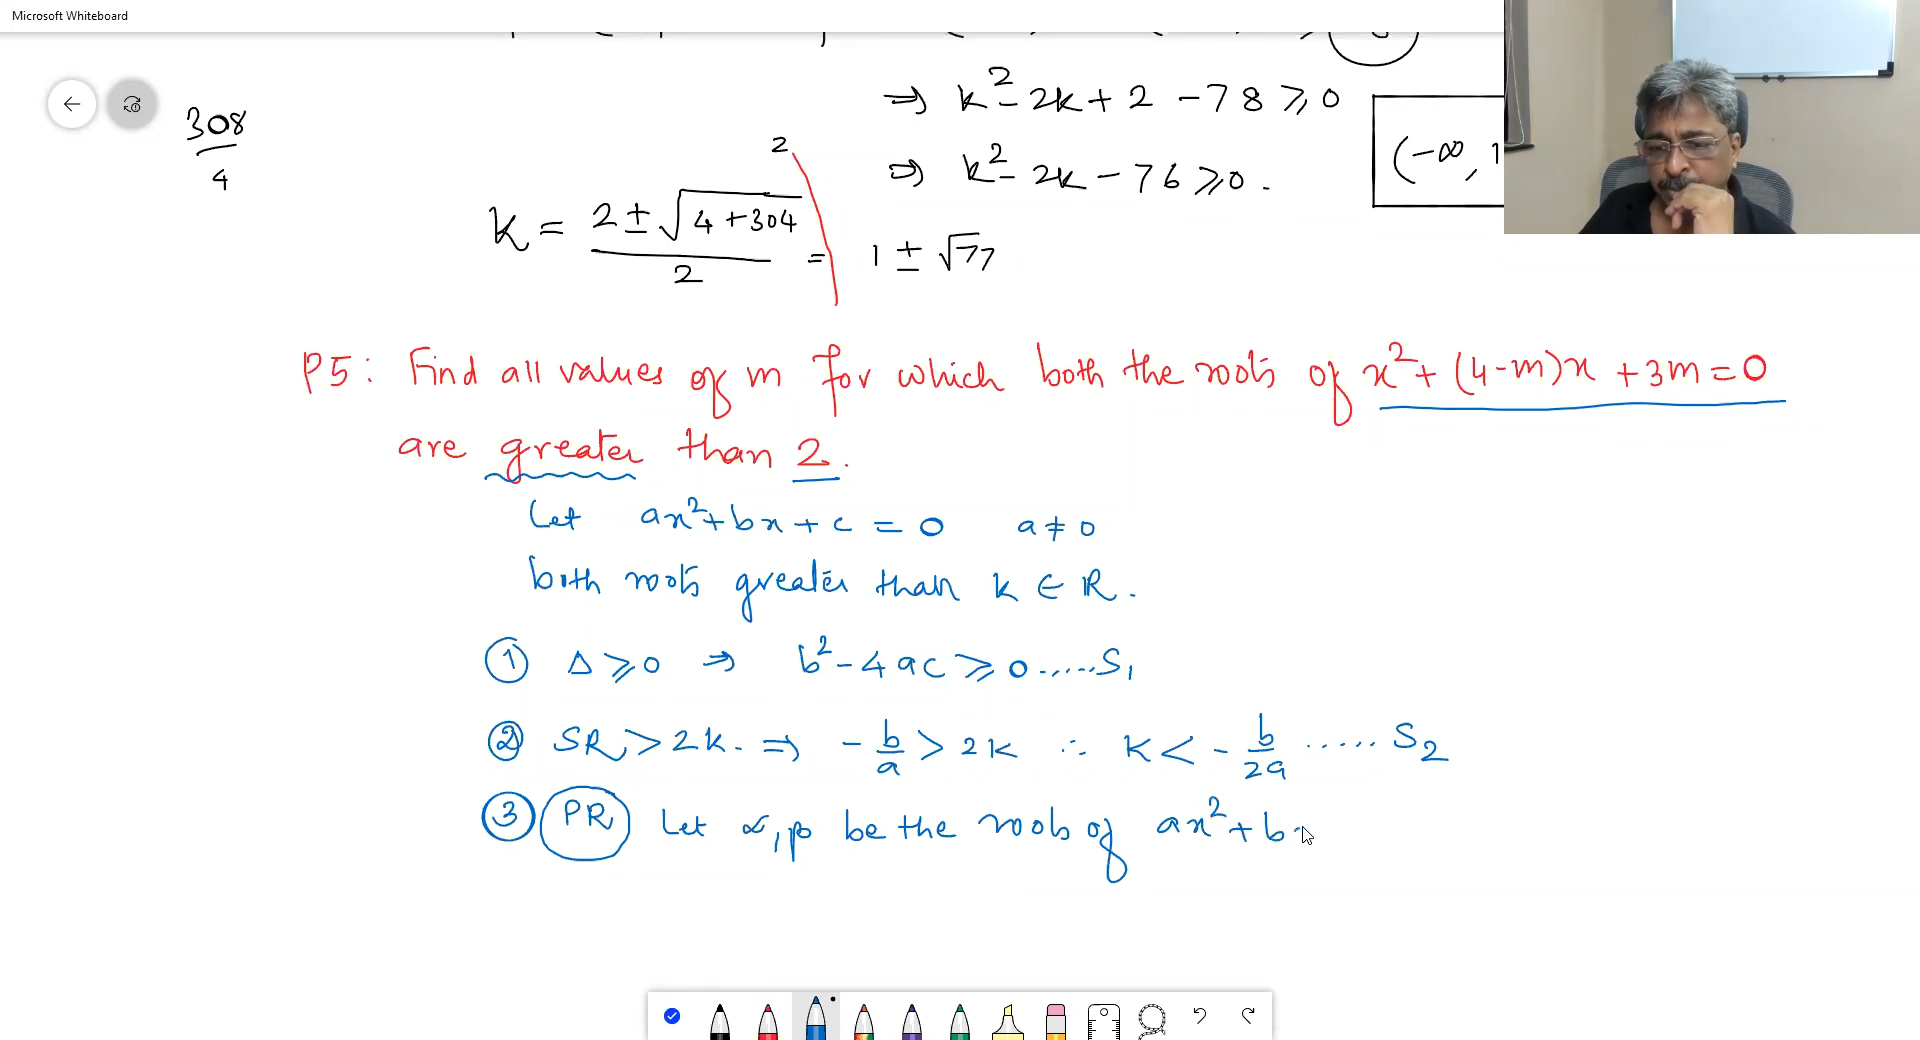 Microsoft Whiteboard
⇒ k² - 2k + 2 - 78 ⩾ 0
308/4
2
⇒ k² - 2k - 76 ⩾ 0 .
(-∞, 1
K = (2 ± √(4 + 304))/2 = 1 ± √77
P5 : Find all values of m for which both the roots of x² + (4-m)x + 3m = 0
are greater than 2.
Let ax² + bx + c = 0 a ≠ 0
both roots greater than k ∈ R.
① Δ ⩾ 0 ⇒ b² - 4ac ⩾ 0 ..... S₁
② SR > 2k. ⇒ -b/a > 2k ∴ k < -b/2a ..... S₂
③ PR Let α, β be the roots of ax² + b